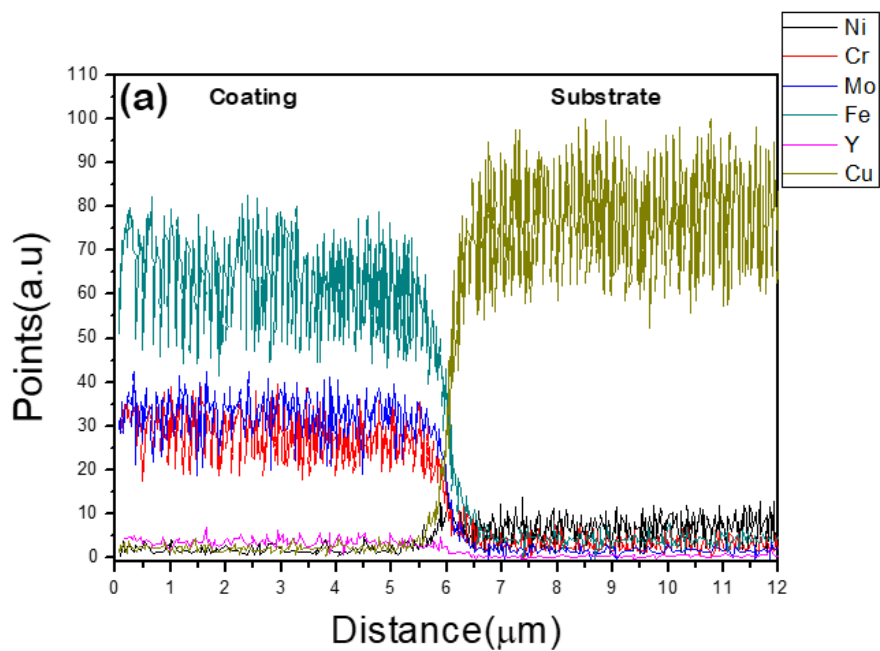 Ni
Cr
Mo
Fe
Y
Cu
(a)
Coating
Substrate
110
100
90
80
70
60
50
40
30
20
10
0
Points(a.u)
0 1 2 3 4 5 6 7 8 9 10 11 12
Distance(μm)